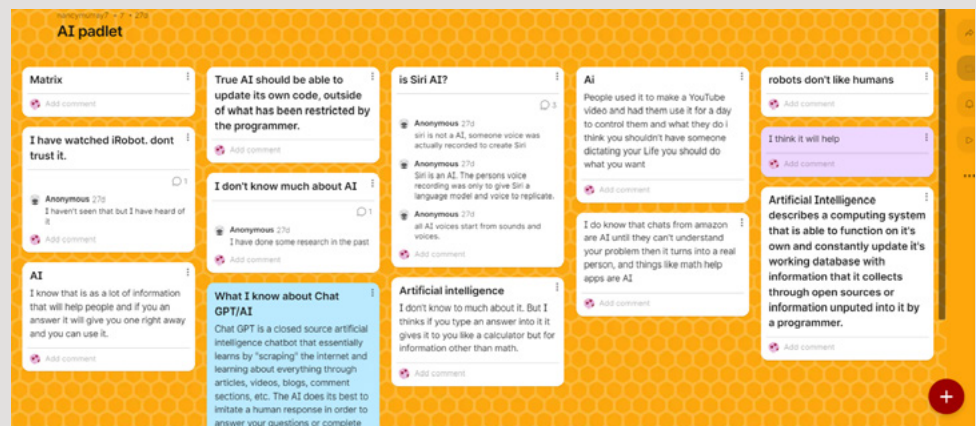 nancymurray7 • 7 • 27d
AI padlet
Matrix
Add comment
I have watched iRobot. dont
trust it.
1
Anonymous 27d
I haven't seen that but I have heard of
it
Add comment
AI
I know that is as a lot of information
that will help people and if you an
answer it will give you one right away
and you can use it.
Add comment
True AI should be able to
update its own code, outside
of what has been restricted by
the programmer.
Add comment
I don't know much about AI
1
Anonymous 27d
I have done some research in the past
Add comment
What I know about Chat
GPT/AI
Chat GPT is a closed source artificial
intelligence chatbot that essentially
learns by "scraping" the internet and
learning about everything through
articles, videos, blogs, comment
sections, etc. The AI does its best to
imitate a human response in order to
answer your questions or complete
is Siri AI?
3
Anonymous 27d
siri is not a AI, someone voice was
actually recorded to create Siri
Anonymous 27d
Siri is an AI. The persons voice
recording was only to give Siri a
language model and voice to replicate.
Anonymous 27d
all AI voices start from sounds and
voices.
Add comment
Artificial intelligence
I don't know to much about it. But I
thinks if you type an answer into it it
gives it to you like a calculator but for
information other than math.
Add comment
Ai
People used it to make a YouTube
video and had them use it for a day
to control them and what they do i
think you shouldn't have someone
dictating your Life you should do
what you want
Add comment
I do know that chats from amazon
are AI until they can't understand
your problem then it turns into a real
person, and things like math help
apps are AI
Add comment
robots don't like humans
Add comment
I think it will help
Add comment
Artificial Intelligence
describes a computing system
that is able to function on it's
own and constantly update it's
working database with
information that it collects
through open sources or
information unputed into it by
a programmer.
Add comment